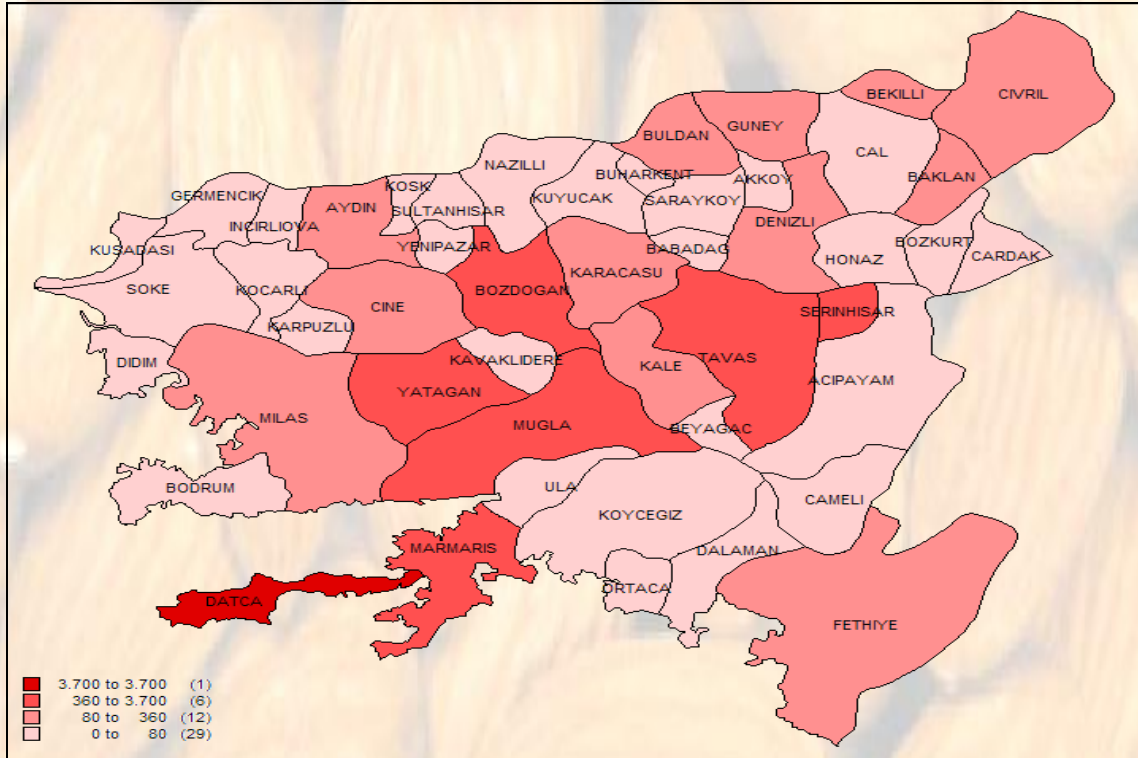 BEKILLI
CIVRIL
BULDAN
GUNEY
CAL
NAZILLI
BUHARKENT
AKKOY
BAKLAN
GERMENCIK
KOSK
KUYUCAK
SARAYKOY
AYDIN
SULTANHISAR
DENIZLI
INCIRLIOVA
KUSADASI
YENIPAZAR
BABADAG
BOZKURT
CARDAK
HONAZ
KARACASU
SOKE
KOCARLI
BOZDOGAN
CINE
SERINHISAR
KARPUZLU
DIDIM
KAVAKLIDERE
TAVAS
KALE
ACIPAYAM
YATAGAN
MILAS
MUGLA
BEYAGAC
BODRUM
ULA
CAMELI
KOYCEGIZ
MARMARIS
DALAMAN
ORTACA
DATCA
FETHIYE
3.700 to 3.700 (1)
360 to 3.700 (6)
80 to 360 (12)
0 to 80 (29)